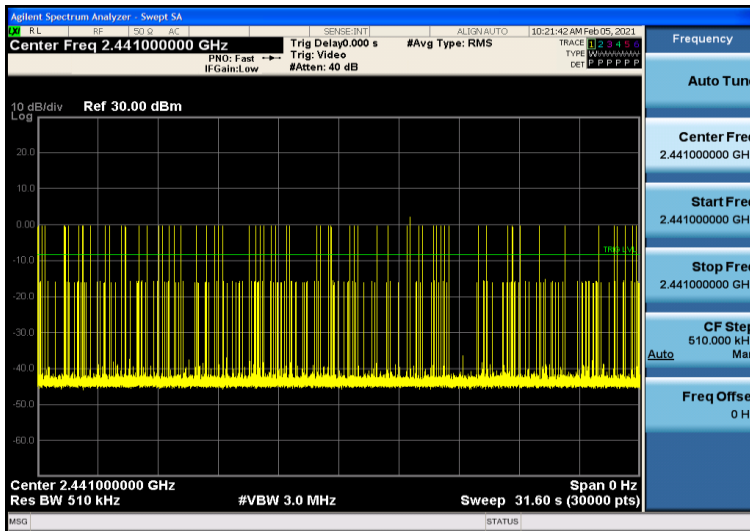 Agilent Spectrum Analyzer - Swept SA
LXI RL RF 50 Ω AC SENSE:INT ALIGN AUTO 10:21:42 AM Feb 05, 2021
Center Freq 2.441000000 GHz
PNO: Fast
IFGain:Low
Trig Delay0.000 s
Trig: Video
#Atten: 40 dB
#Avg Type: RMS
TRACE 1 2 3 4 5 6
TYPE
DET P P P P P P
10 dB/div Ref 30.00 dBm
Log
20.0
10.0
0.00
-10.0
-20.0
-30.0
-40.0
-50.0
-60.0
TRIG LVL
Center 2.441000000 GHz Span 0 Hz
Res BW 510 kHz #VBW 3.0 MHz Sweep 31.60 s (30000 pts)
MSG STATUS
Frequency
Auto Tun
Center Fre
2.441000000 GH
Start Fre
2.441000000 GH
Stop Fre
2.441000000 GH
CF Step
510.000 kH
Auto Ma
Freq Offse
0 H